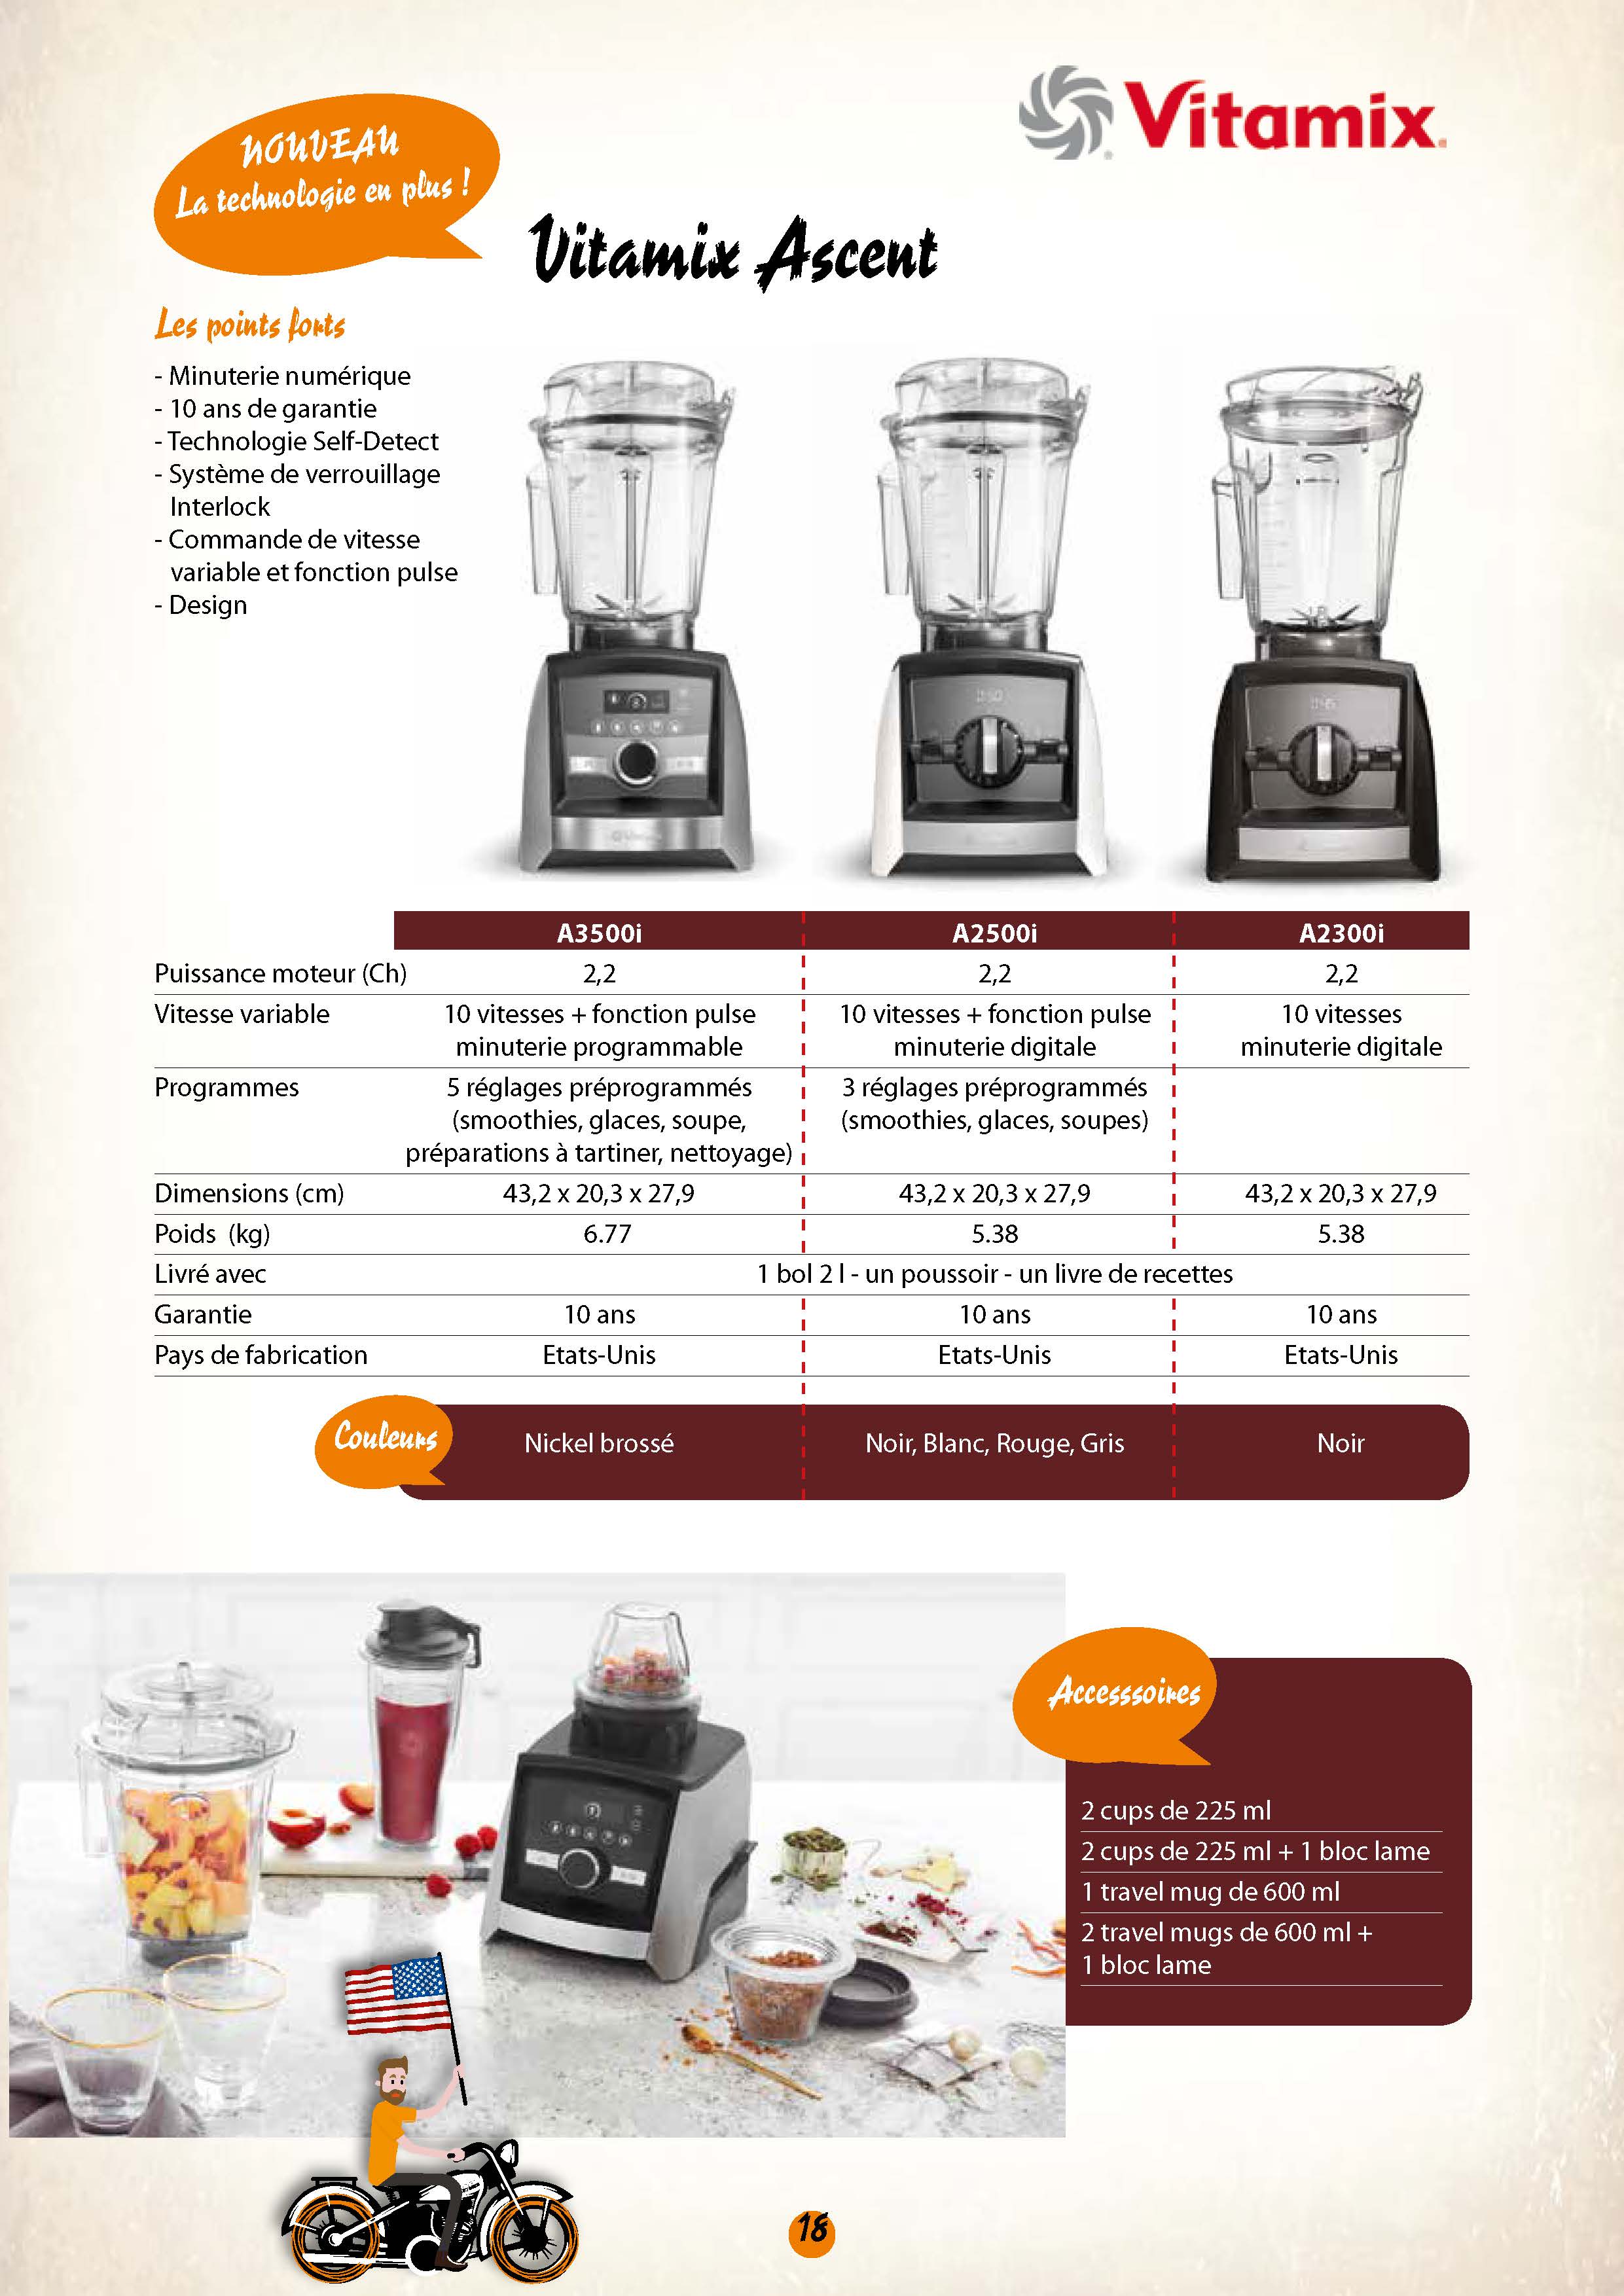 Vitamix
NOUVEAU
La technologie en plus !
Vitamix Ascent
Les points forts
- Minuterie numérique
- 10 ans de garantie
- Technologie Self-Detect
- Système de verrouillage
Interlock
- Commande de vitesse
variable et fonction pulse
- Design
A3500i A2500i A2300i
Puissance moteur (Ch) 2,2 2,2 2,2
Vitesse variable 10 vitesses + fonction pulse 10 vitesses + fonction pulse 10 vitesses
minuterie programmable minuterie digitale minuterie digitale
Programmes 5 réglages préprogrammés 3 réglages préprogrammés
(smoothies, glaces, soupe, (smoothies, glaces, soupes)
préparations à tartiner, nettoyage)
Dimensions (cm) 43,2 x 20,3 x 27,9 43,2 x 20,3 x 27,9 43,2 x 20,3 x 27,9
Poids (kg) 6.77 5.38 5.38
Livré avec 1 bol 2 l - un poussoir - un livre de recettes
Garantie 10 ans 10 ans 10 ans
Pays de fabrication Etats-Unis Etats-Unis Etats-Unis
Couleurs Nickel brossé Noir, Blanc, Rouge, Gris Noir
Accesssoires
2 cups de 225 ml
2 cups de 225 ml + 1 bloc lame
1 travel mug de 600 ml
2 travel mugs de 600 ml +
1 bloc lame
18